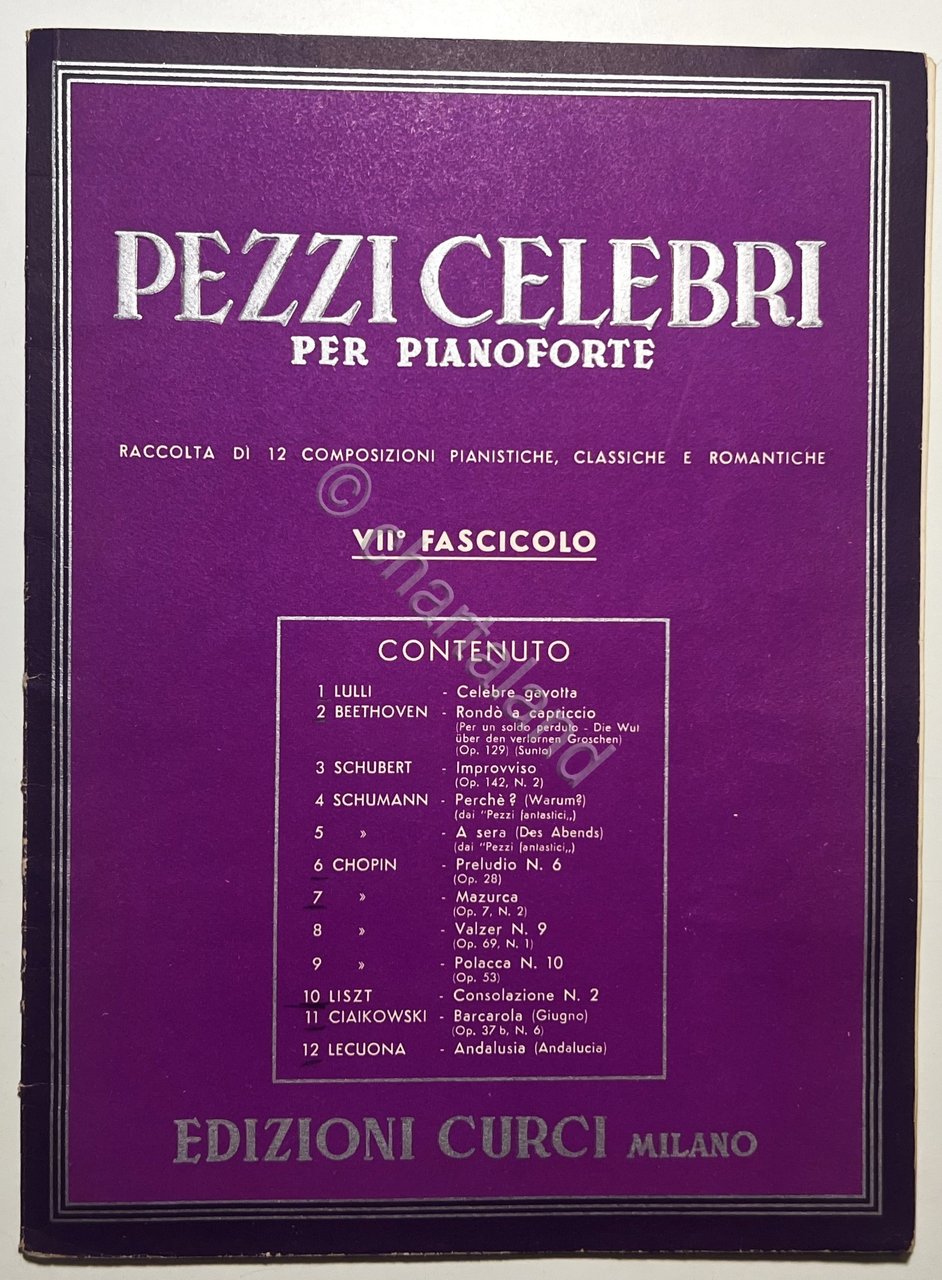 PEZZI CELEBRI
PER PIANOFORTE
RACCOLTA DI 12 COMPOSIZIONI PIANISTICHE, CLASSICHE E ROMANTICHE
VII° FASCICOLO
CONTENUTO
1 LULLI - Celebre gavotta
2 BEETHOVEN - Rondò a capriccio
(Per un soldo perduto - Die Wut
über den verlornen Groschen)
(Op. 129) (Sunto)
3 SCHUBERT - Improvviso
(Op. 142, N. 2)
4 SCHUMANN - Perchè? (Warum?)
(dai "Pezzi fantastici„)
5 » - A sera (Des Abends)
(dai "Pezzi fantastici„)
6 CHOPIN - Preludio N. 6
(Op. 28)
7 » - Mazurca
(Op. 7, N. 2)
8 » - Valzer N. 9
(Op. 69, N. 1)
9 » - Polacca N. 10
(Op. 53)
10 LISZT - Consolazione N. 2
11 CIAIKOWSKI - Barcarola (Giugno)
(Op. 37 b, N. 6)
12 LECUONA - Andalusia (Andalucia)
EDIZIONI CURCI MILANO
© chartaland